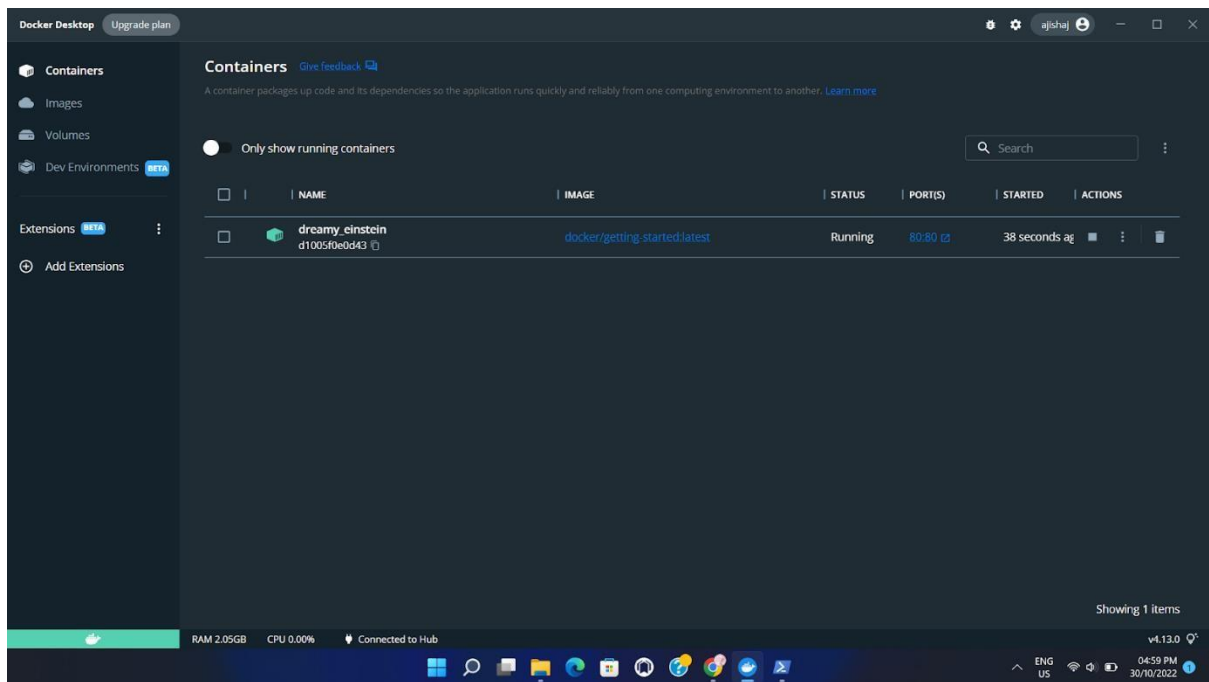 Docker Desktop Upgrade plan ajishaj
Containers
Images
Volumes
Dev Environments BETA
Extensions BETA
Add Extensions
Containers Give feedback
A container packages up code and its dependencies so the application runs quickly and reliably from one computing environment to another. Learn more
Only show running containers Search
NAME IMAGE STATUS PORT(S) STARTED ACTIONS
dreamy_einstein docker/getting-started:latest Running 80:80 38 seconds ag
d1005f0e0d43
Showing 1 items
RAM 2.05GB CPU 0.00% Connected to Hub v4.13.0
ENG 04:59 PM
US 30/10/2022 1